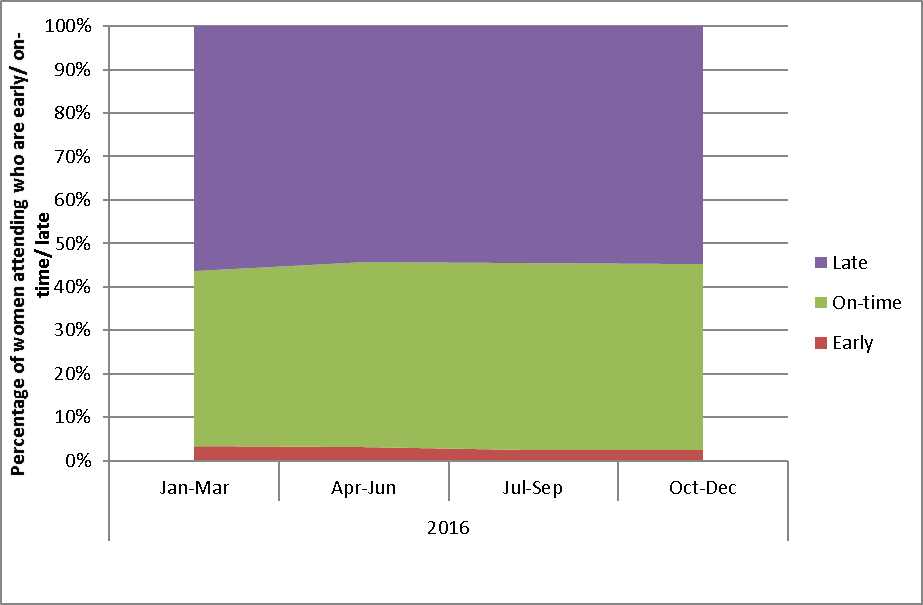 Percentage of women attending who are early/ on-
time/ late
100%
90%
80%
70%
60%
50%
40%
30%
20%
10%
0%
Jan-Mar Apr-Jun Jul-Sep Oct-Dec
2016
Late
On-time
Early